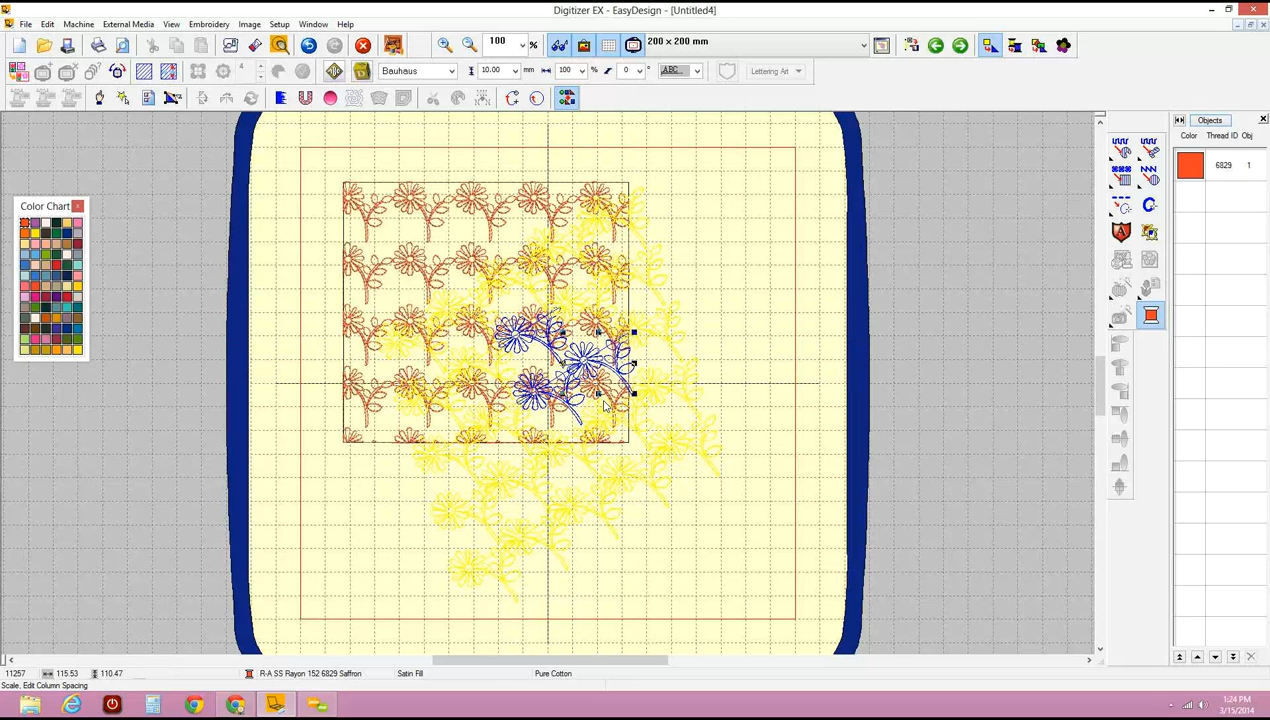 Digitizer EX - EasyDesign - [Untitled4]
File Edit Machine External Media View Embroidery Image Setup Window Help
100 % 200 x 200 mm
4 Bauhaus 10.00 mm 100 % 0 ° ABC Lettering Art
Objects
Color Thread ID Obj
6829 1
Color Chart x
11257 115.53 110.47 R-A SS Rayon 152 6829 Saffron Satin Fill Pure Cotton
Scale, Edit Column Spacing
1:24 PM
3/15/2014